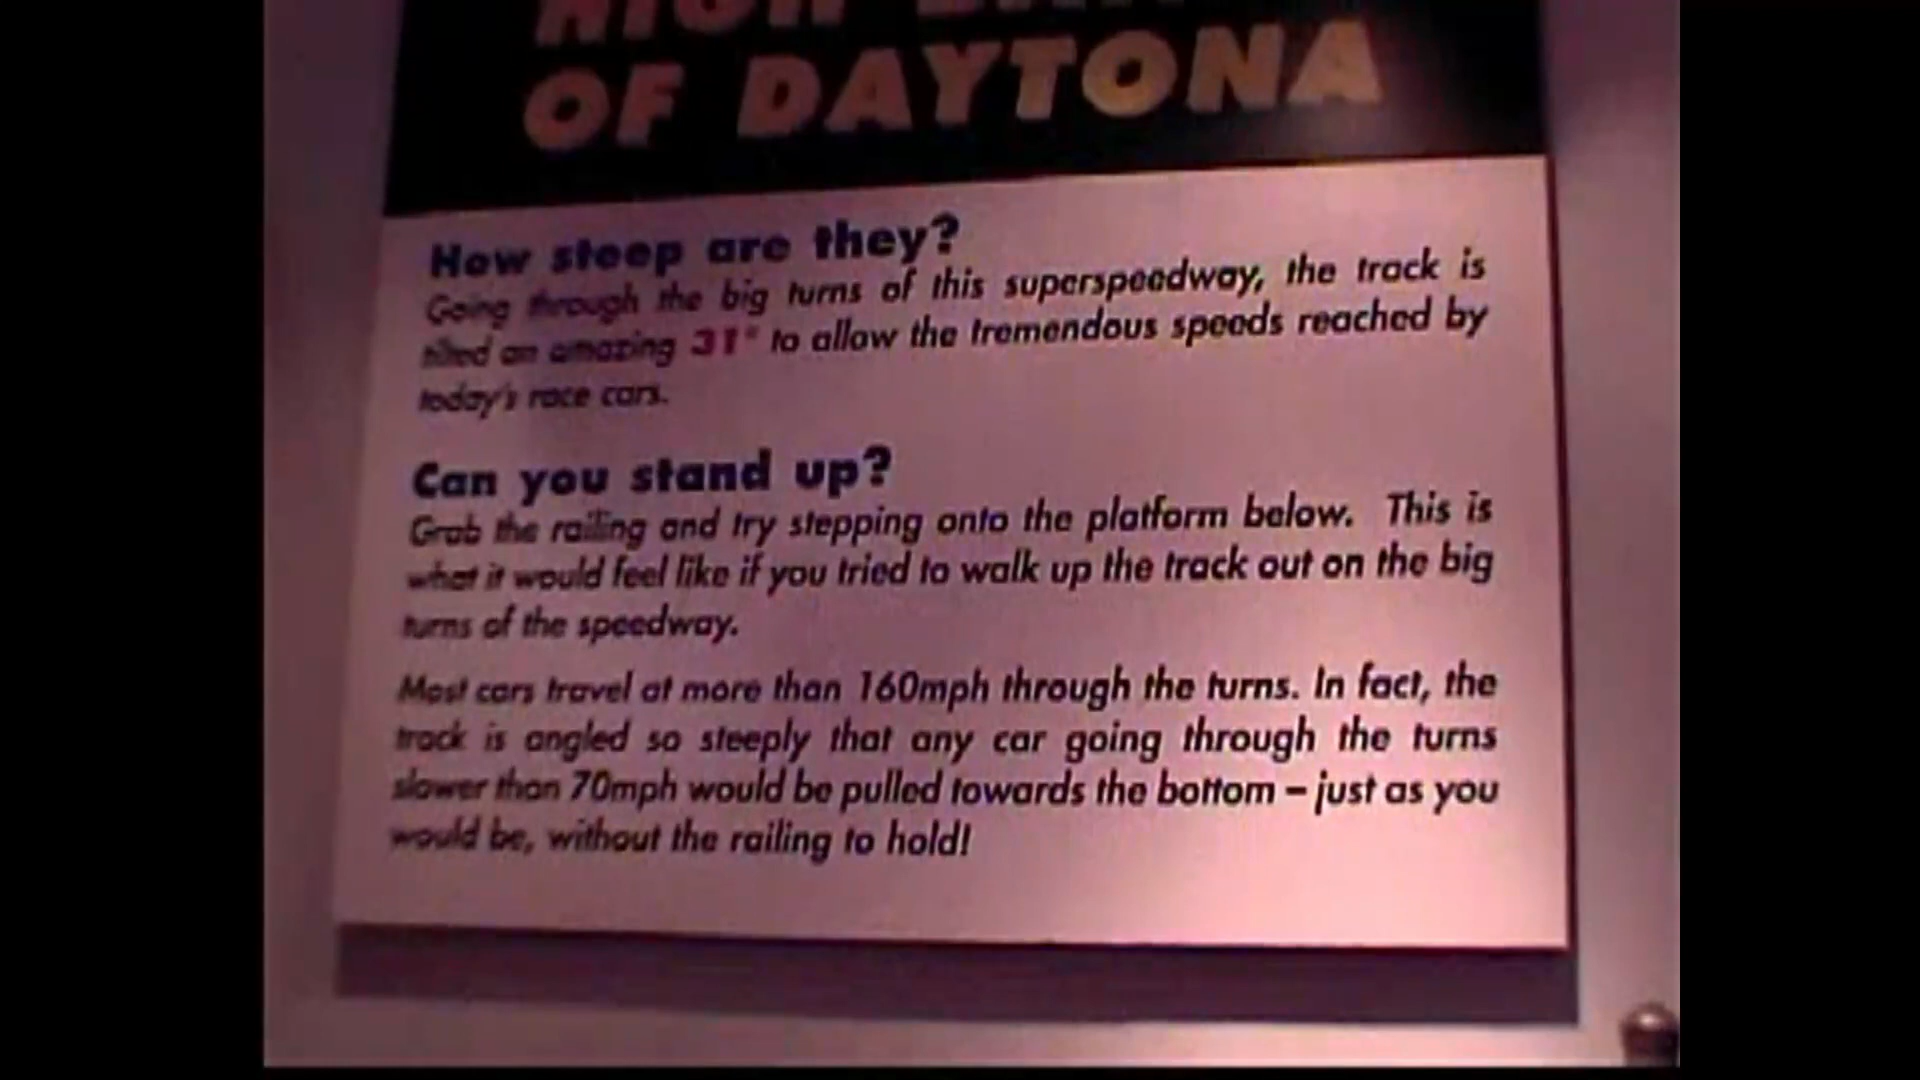 HIGH
OF DAYTONA
How steep are they?
Going through the big turns of this superspeedway, the track is
tilted an amazing 31° to allow the tremendous speeds reached by
today's race cars.
Can you stand up?
Grab the railing and try stepping onto the platform below. This is
what it would feel like if you tried to walk up the track out on the big
turns of the speedway.
Most cars travel at more than 160mph through the turns. In fact, the
track is angled so steeply that any car going through the turns
slower than 70mph would be pulled towards the bottom – just as you
would be, without the railing to hold!